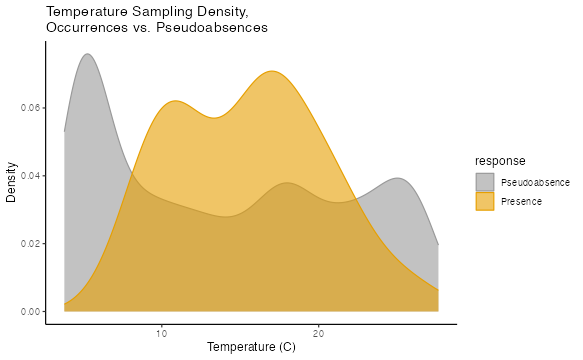 Temperature Sampling Density,
Occurrences vs. Pseudoabsences
0.06
0.04
0.02
0.00
Density
10
20
Temperature (C)
response
Pseudoabsence
Presence